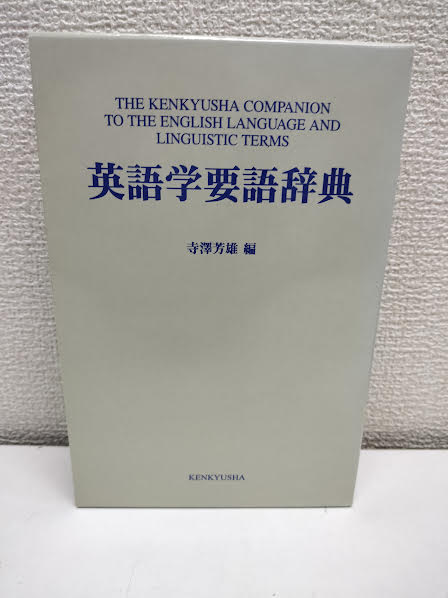 THE KENKYUSHA COMPANION
TO THE ENGLISH LANGUAGE AND
LINGUISTIC TERMS
英語学要語辞典
寺澤芳雄 編
KENKYUSHA